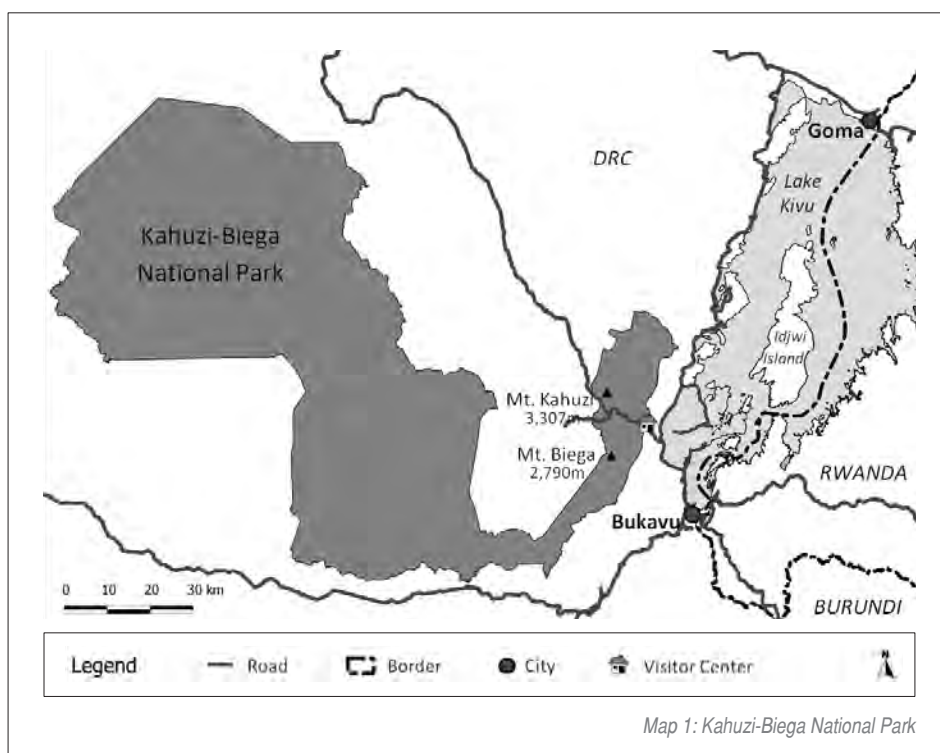 Goma
DRC
Lake
Kivu
Kahuzi-Biega
National Park
Idjwi
Island
Mt. Kahuzi
3,307m
Mt. Biega
2,790m
RWANDA
Bukavu
BURUNDI
0 10 20 30 km
Legend Road Border City Visitor Center N
Map 1: Kahuzi-Biega National Park